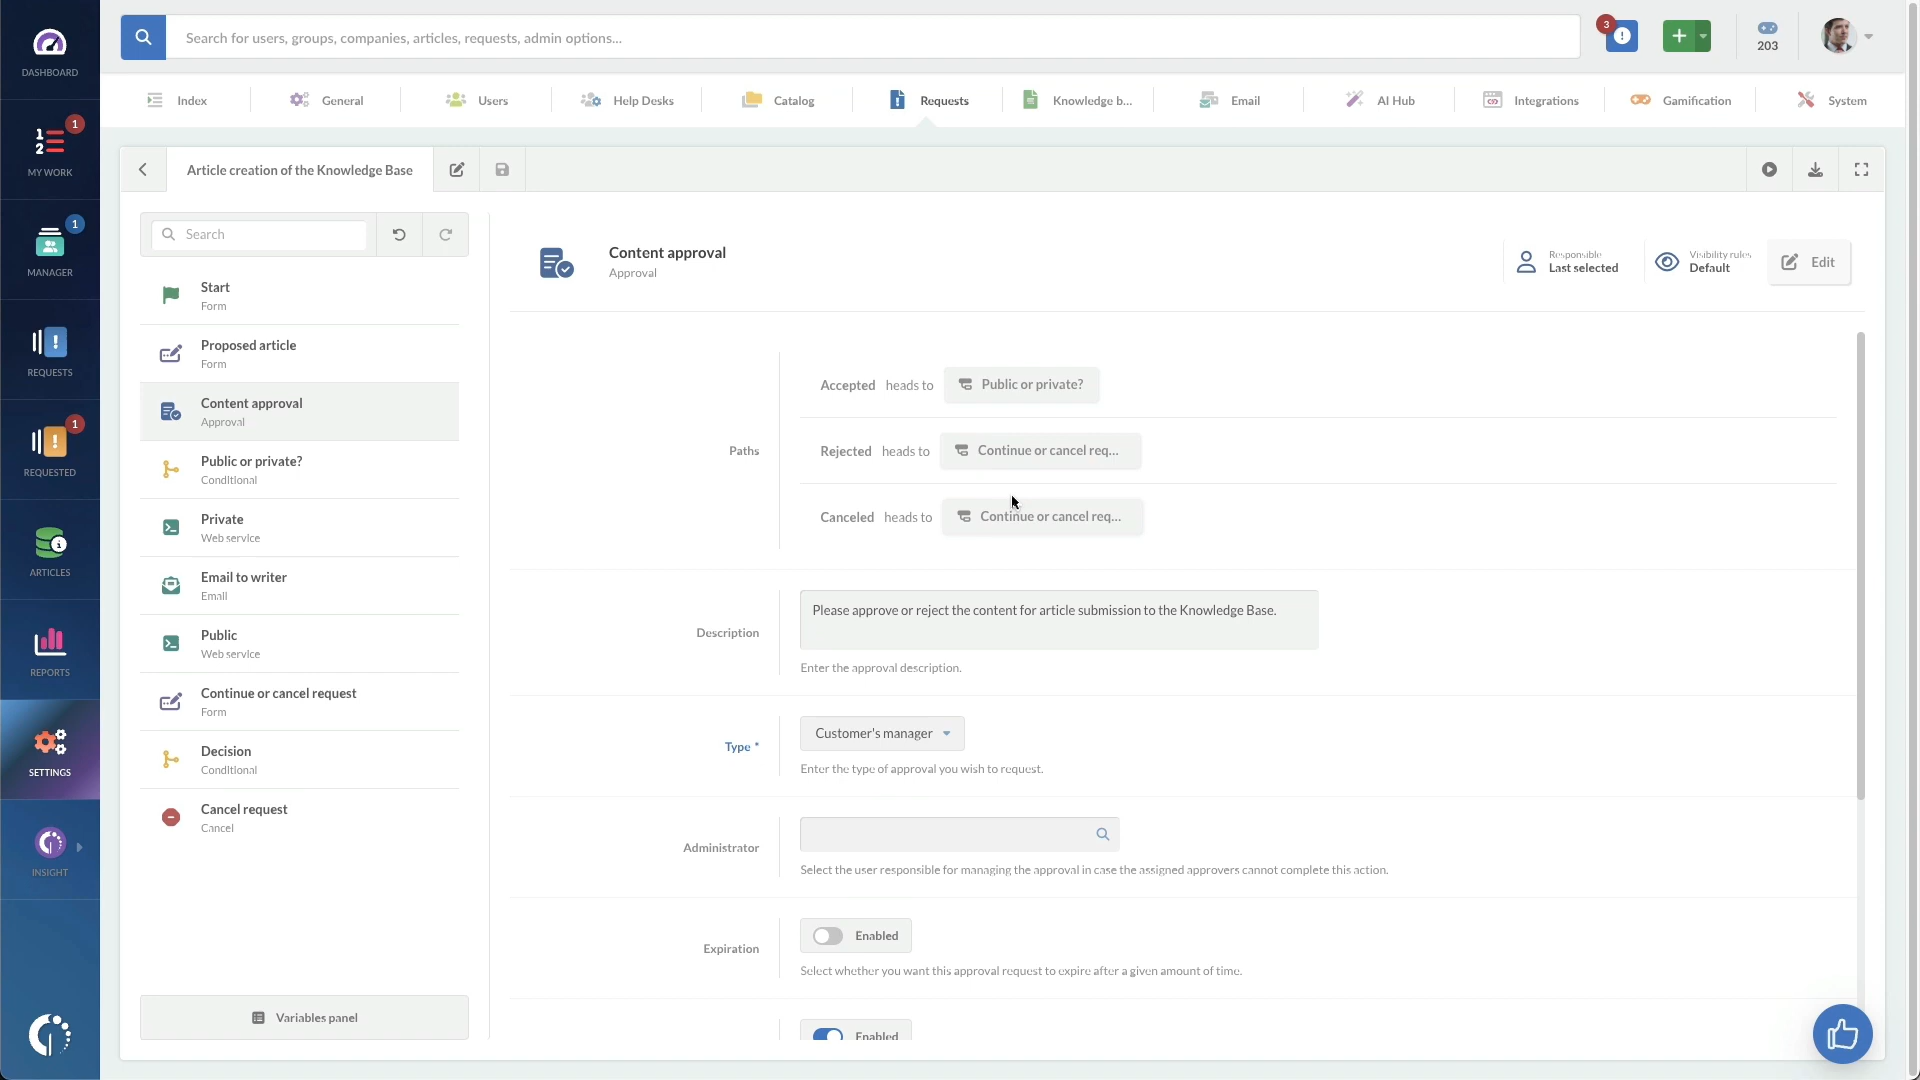 DASHBOARD
1
MY WORK
1
MANAGER
REQUESTS
1
REQUESTED
ARTICLES
REPORTS
SETTINGS
INSIGHT
Search for users, groups, companies, articles, requests, admin options...
3
203
Index
General
Users
Help Desks
Catalog
Requests
Knowledge b...
Email
AI Hub
Integrations
Gamification
System
Article creation of the Knowledge Base
Search
Start
Form
Proposed article
Form
Content approval
Approval
Public or private?
Conditional
Private
Web service
Email to writer
Email
Public
Web service
Continue or cancel request
Form
Decision
Conditional
Cancel request
Cancel
Variables panel
Content approval
Approval
Responsible
Last selected
Visibility rules
Default
Edit
Paths
Accepted heads to Public or private?
Rejected heads to Continue or cancel req...
Canceled heads to Continue or cancel req...
Description
Please approve or reject the content for article submission to the Knowledge Base.
Enter the approval description.
Type *
Customer's manager
Enter the type of approval you wish to request.
Administrator
Select the user responsible for managing the approval in case the assigned approvers cannot complete this action.
Expiration
Enabled
Select whether you want this approval request to expire after a given amount of time.
Enabled